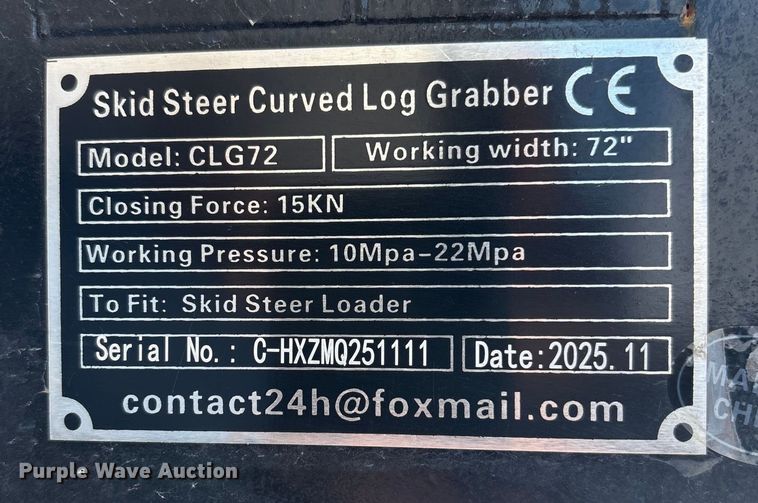 Skid Steer Curved Log Grabber CE
Model: CLG72 Working width: 72"
Closing Force: 15KN
Working Pressure: 10Mpa-22Mpa
To Fit: Skid Steer Loader
Serial No.: C-HXZMQ251111 Date:2025.11
contact24h@foxmail.com
Purple Wave Auction